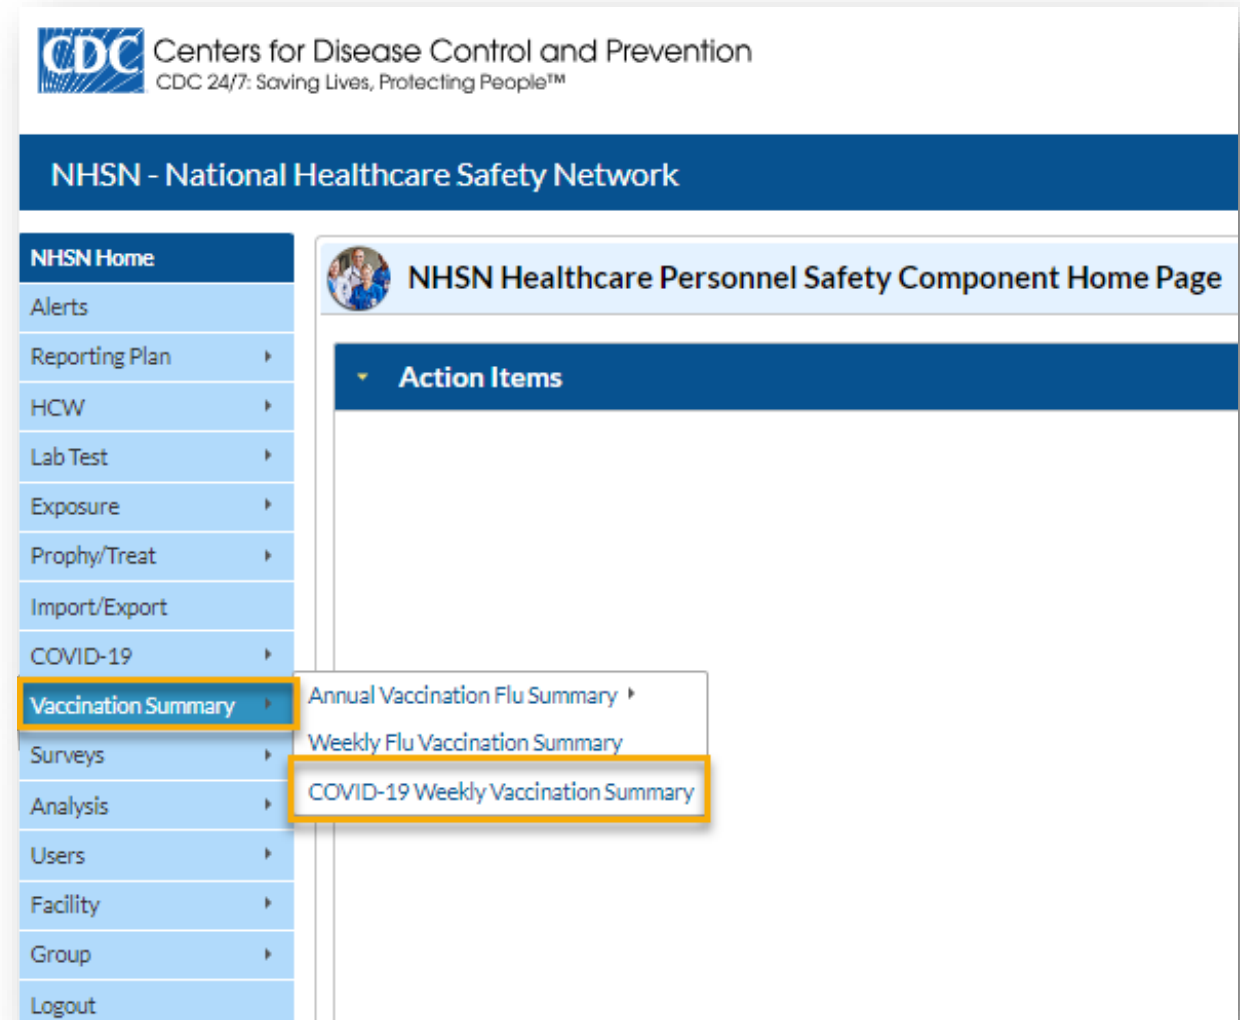 CDC
Centers for Disease Control and Prevention
CDC 24/7: Saving Lives, Protecting People™
NHSN - National Healthcare Safety Network
NHSN Home
Alerts
Reporting Plan
HCW
Lab Test
Exposure
Prophy/Treat
Import/Export
COVID-19
Vaccination Summary
Surveys
Analysis
Users
Facility
Group
Logout
NHSN Healthcare Personnel Safety Component Home Page
Action Items
Annual Vaccination Flu Summary
Weekly Flu Vaccination Summary
COVID-19 Weekly Vaccination Summary